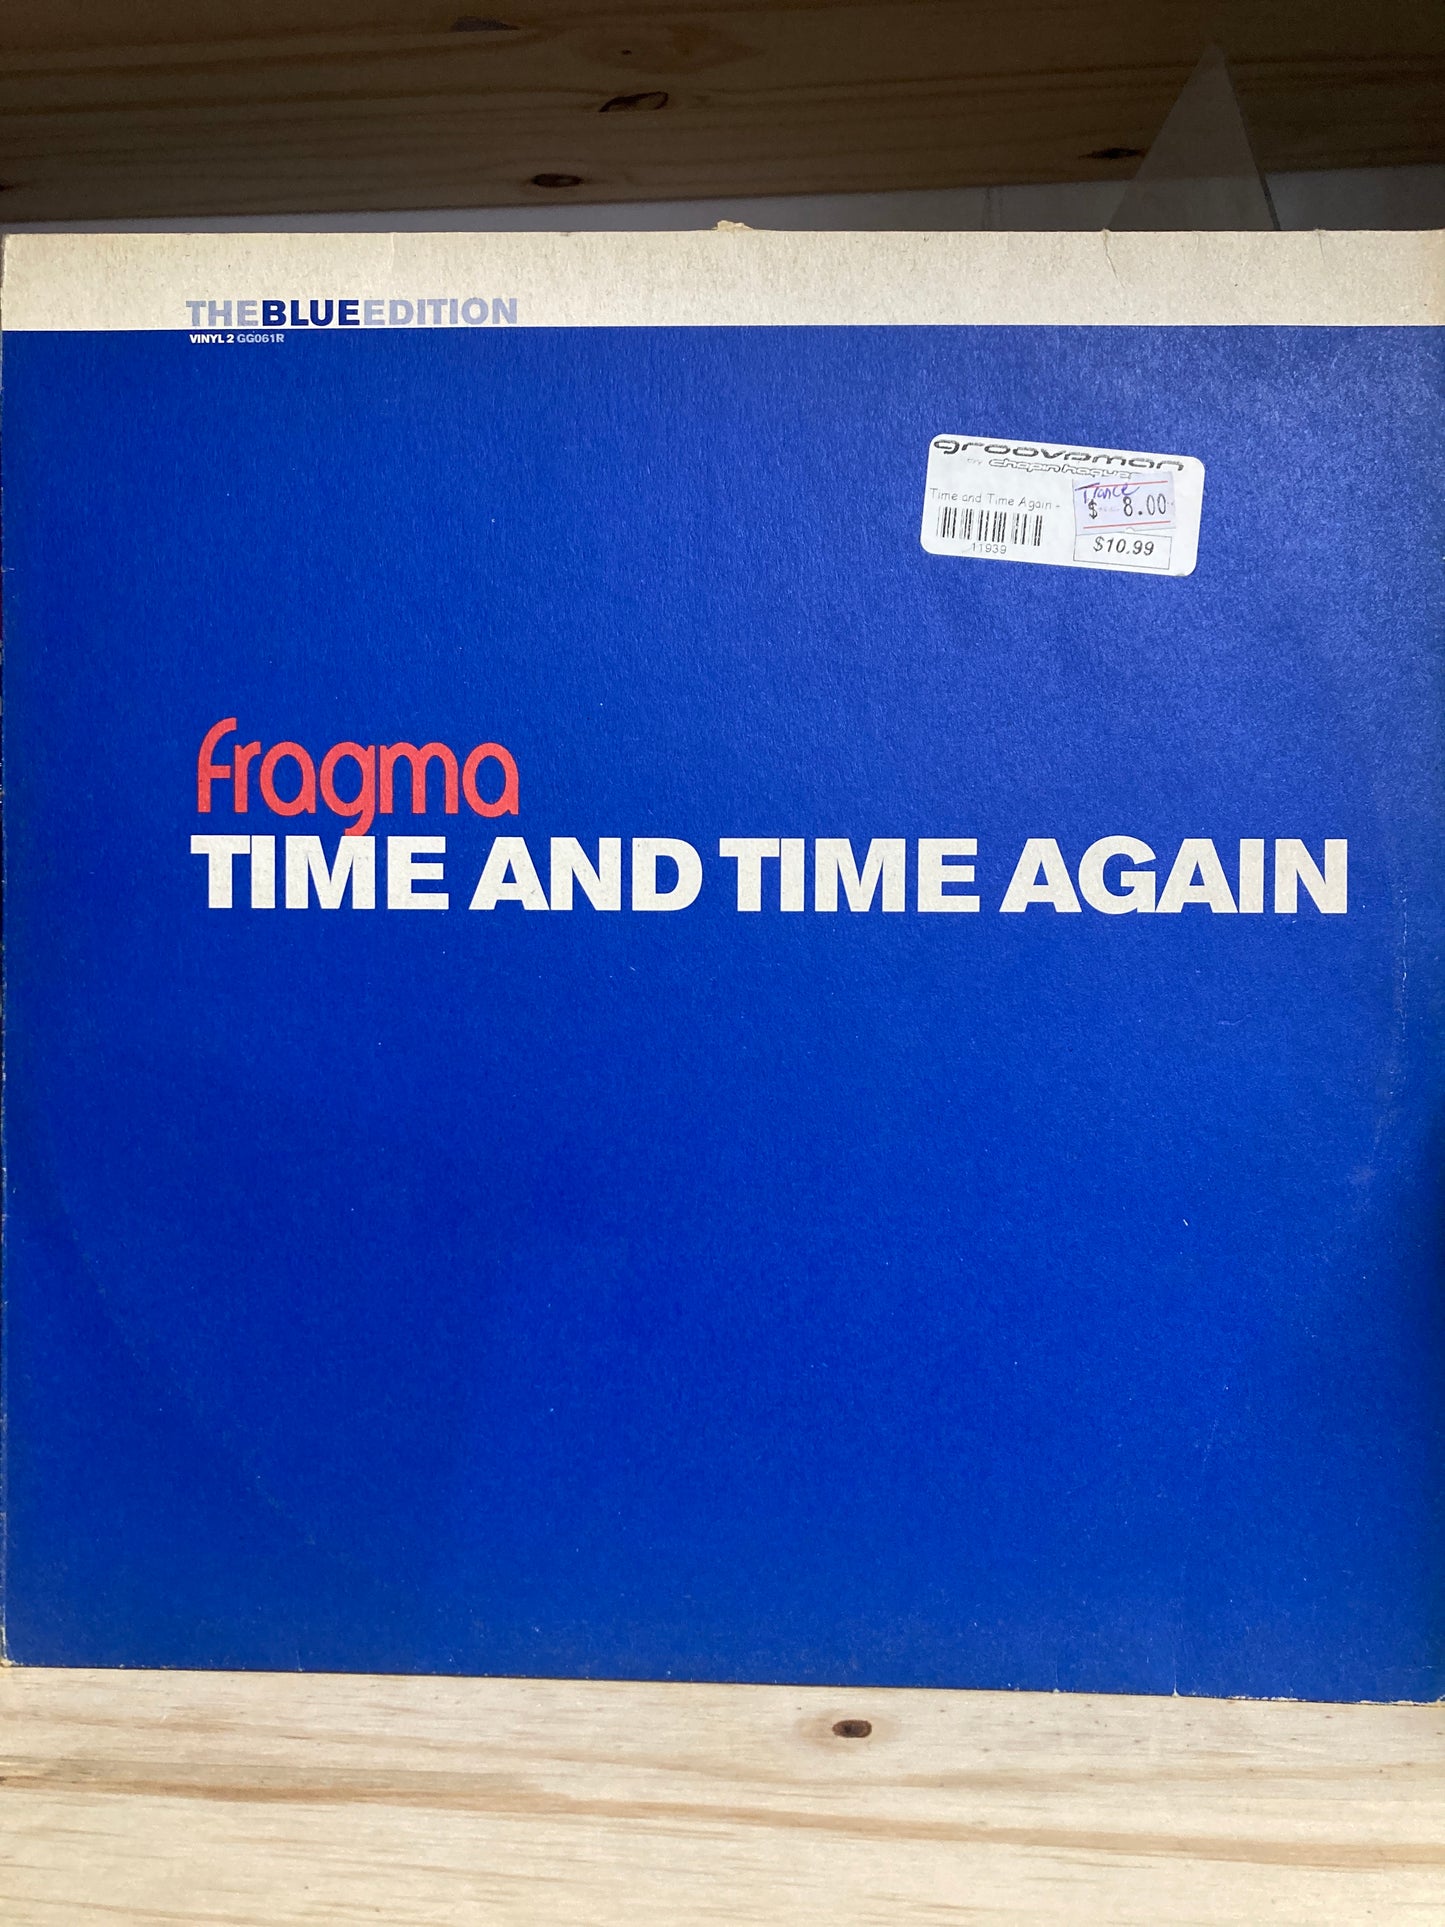 THEBLUEEDITION
VINYL 2 GG061R
grooveman
Time and Time Again -
Trance
$ 8.00
11939
$10.99
fragma
TIME AND TIME AGAIN